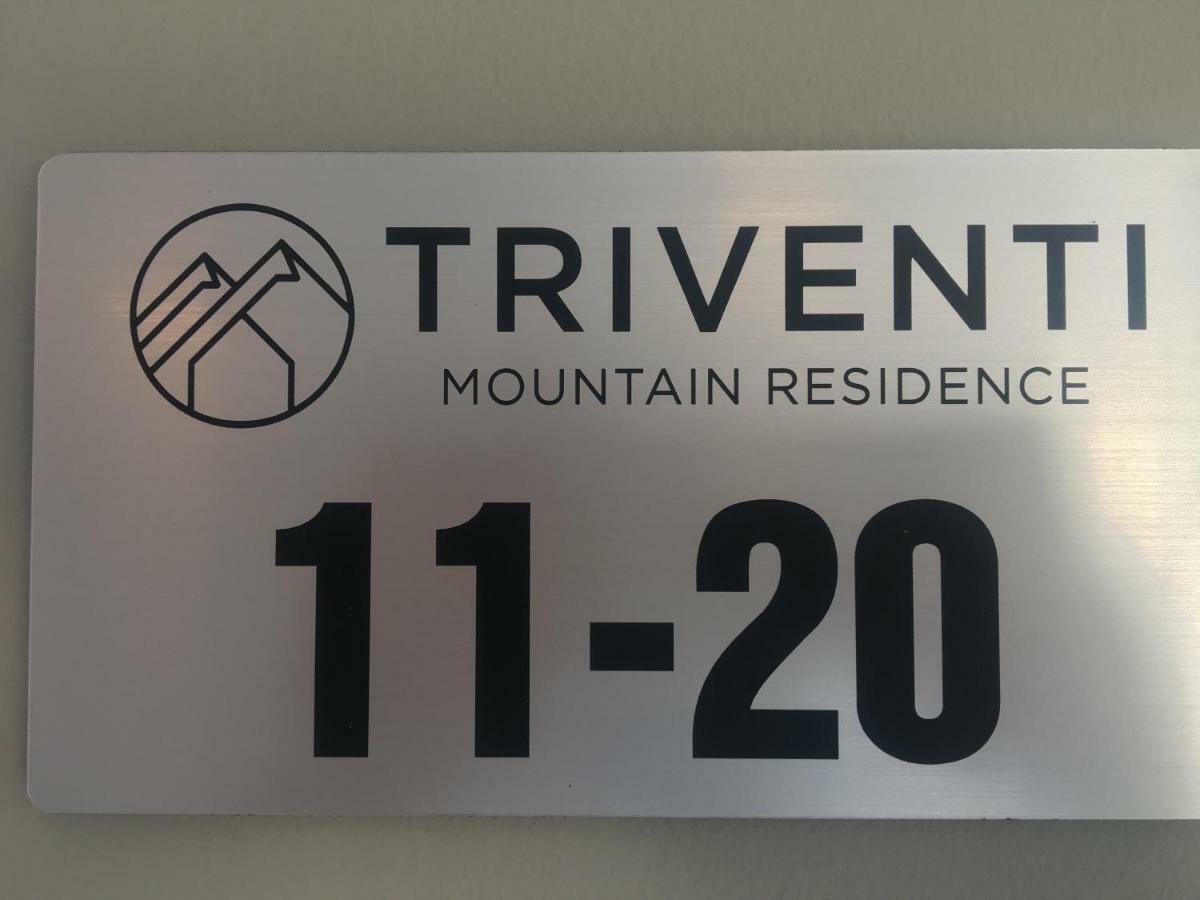 TRIVENTI
MOUNTAIN RESIDENCE
11-20